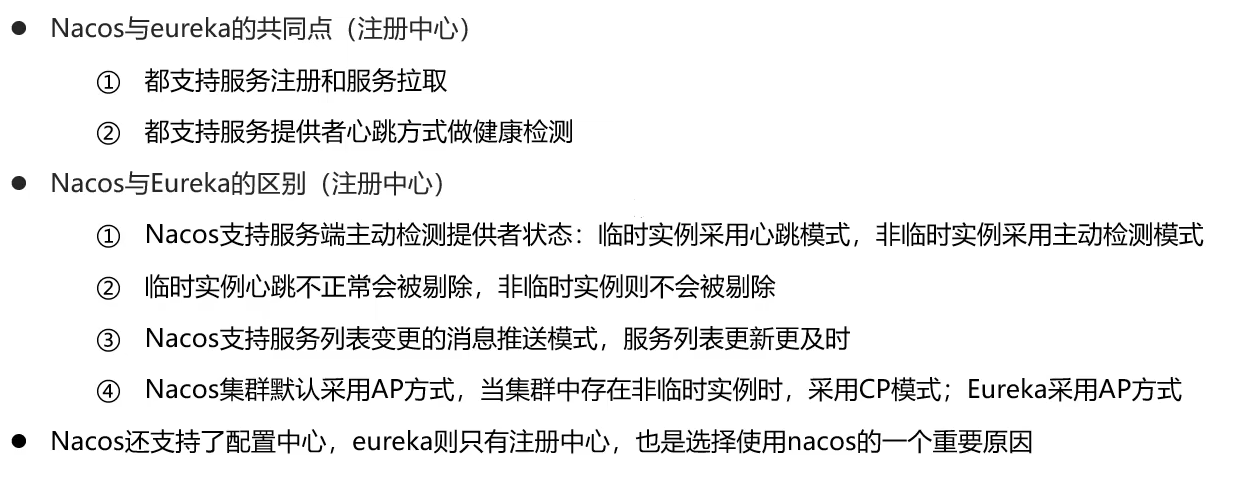 ● Nacos与eureka的共同点（注册中心）
① 都支持服务注册和服务拉取
② 都支持服务提供者心跳方式做健康检测
● Nacos与Eureka的区别（注册中心）
① Nacos支持服务端主动检测提供者状态：临时实例采用心跳模式，非临时实例采用主动检测模式
② 临时实例心跳不正常会被剔除，非临时实例则不会被剔除
③ Nacos支持服务列表变更的消息推送模式，服务列表更新更及时
④ Nacos集群默认采用AP方式，当集群中存在非临时实例时，采用CP模式；Eureka采用AP方式
● Nacos还支持了配置中心，eureka则只有注册中心，也是选择使用nacos的一个重要原因